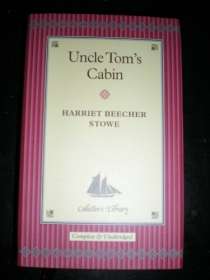 Uncle Tom's
Cabin
HARRIET BEECHER
STOWE
Collector's Library
Complete & Unabridged